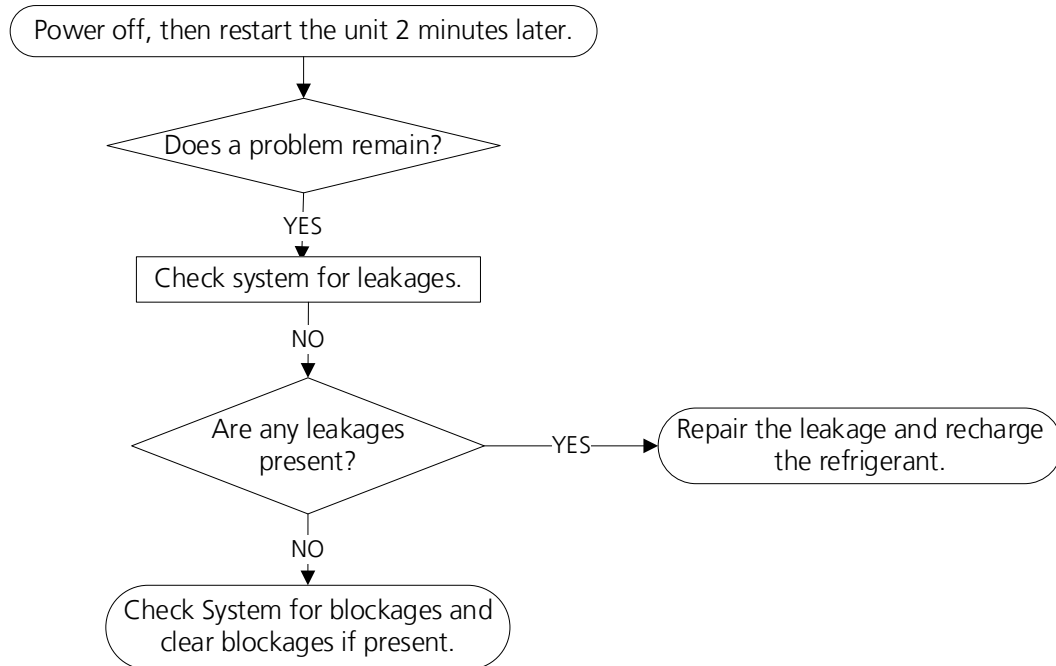 Power off, then restart the unit 2 minutes later.
Does a problem remain?
YES
Check system for leakages.
NO
Are any leakages
present?
YES
Repair the leakage and recharge
the refrigerant.
NO
Check System for blockages and
clear blockages if present.